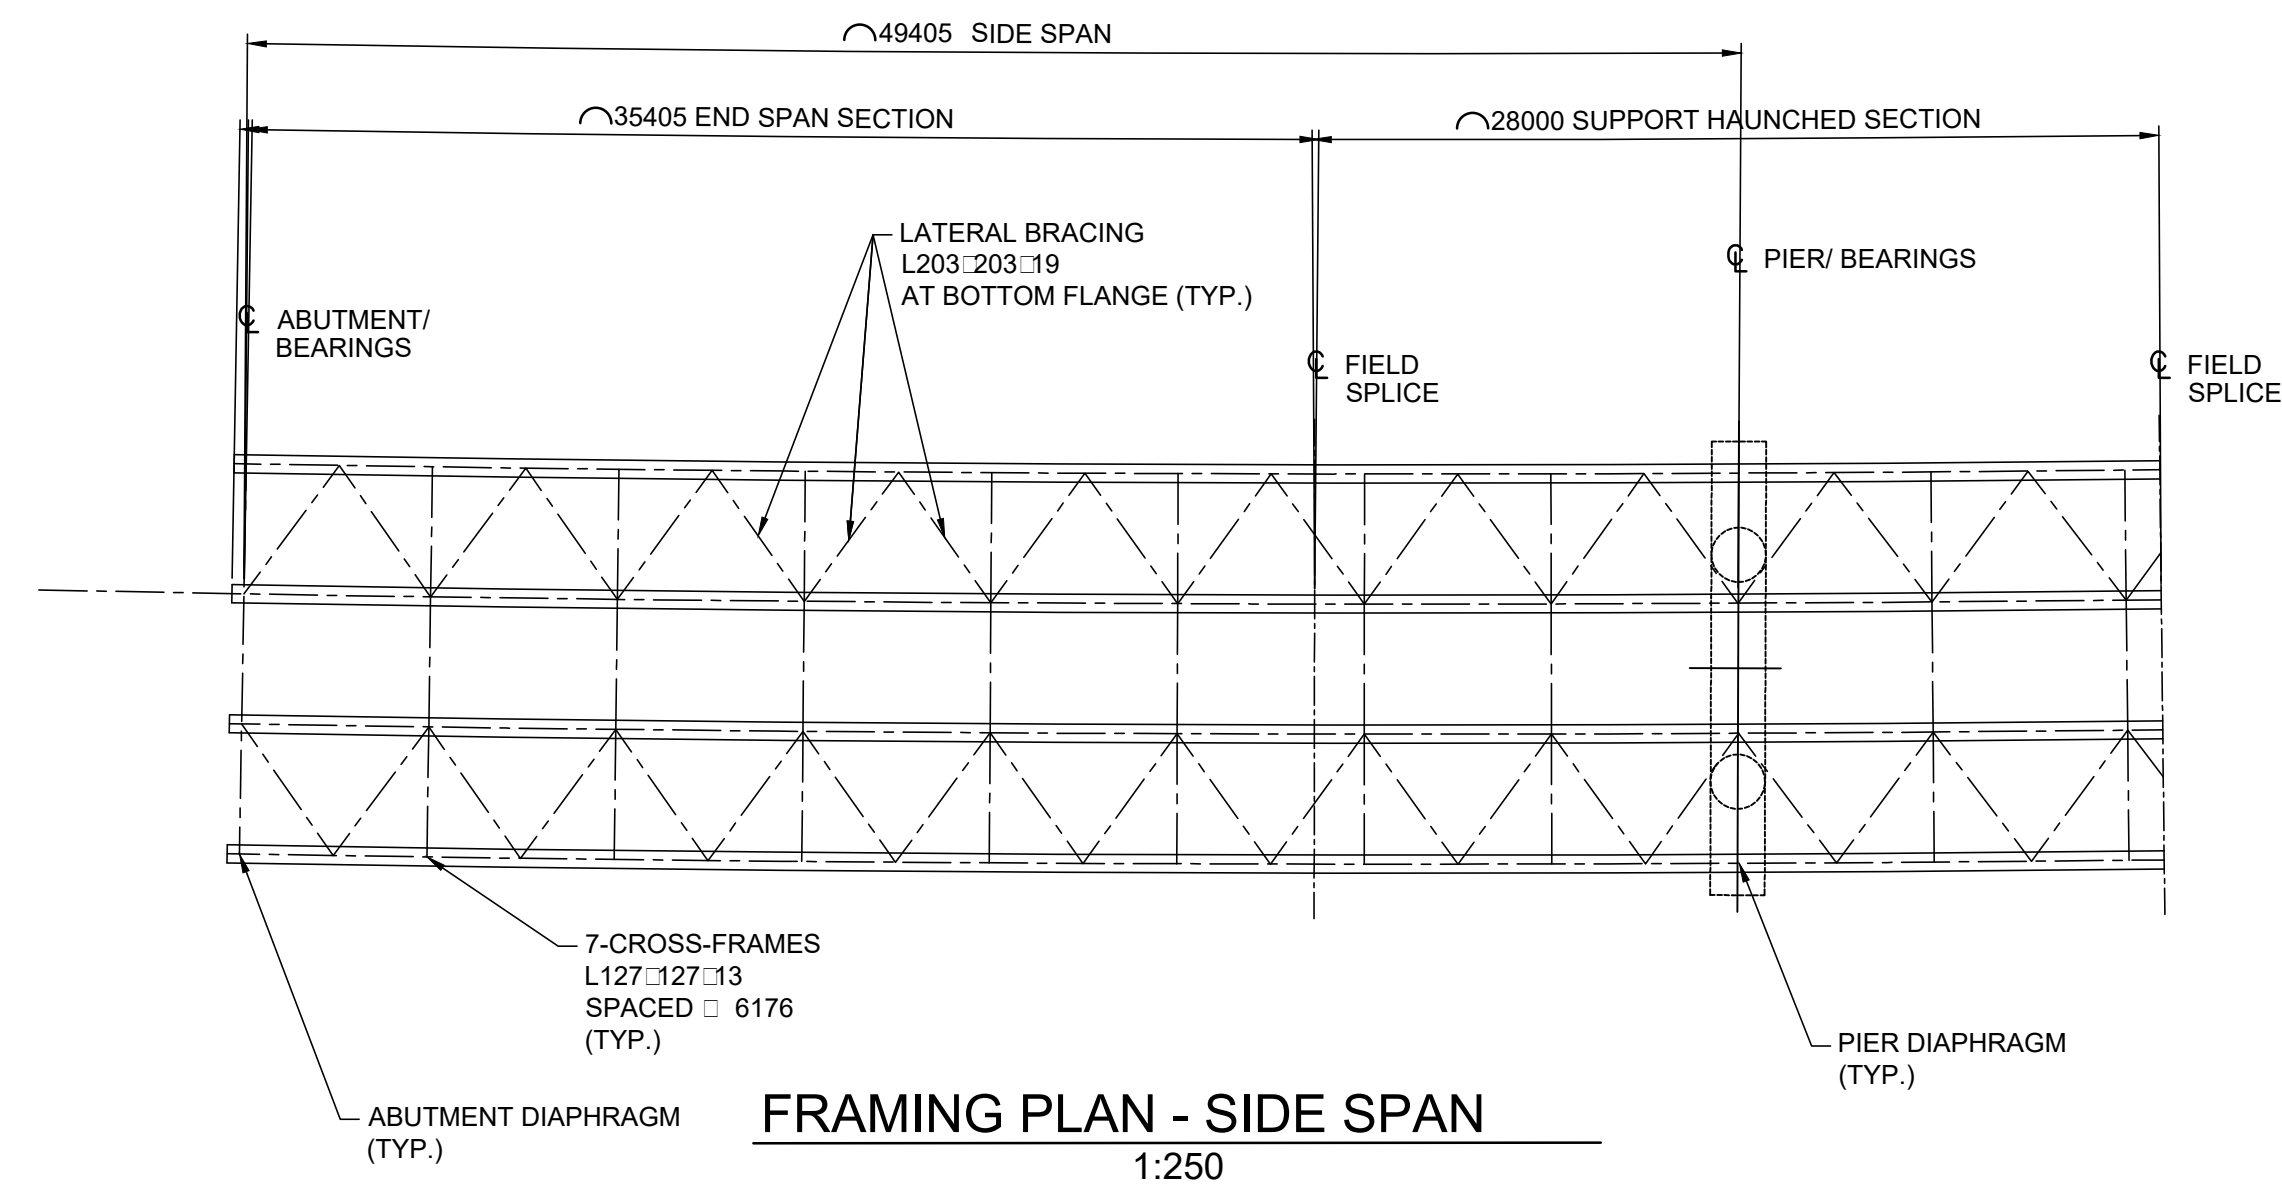 ⌒49405 SIDE SPAN
⌒35405 END SPAN SECTION
⌒28000 SUPPORT HAUNCHED SECTION
LATERAL BRACING
L203□203□19
AT BOTTOM FLANGE (TYP.)
℄ PIER/ BEARINGS
℄ ABUTMENT/
BEARINGS
℄ FIELD
SPLICE
℄ FIELD
SPLICE
7-CROSS-FRAMES
L127□127□13
SPACED □ 6176
(TYP.)
PIER DIAPHRAGM
(TYP.)
ABUTMENT DIAPHRAGM
(TYP.)
FRAMING PLAN - SIDE SPAN
1:250